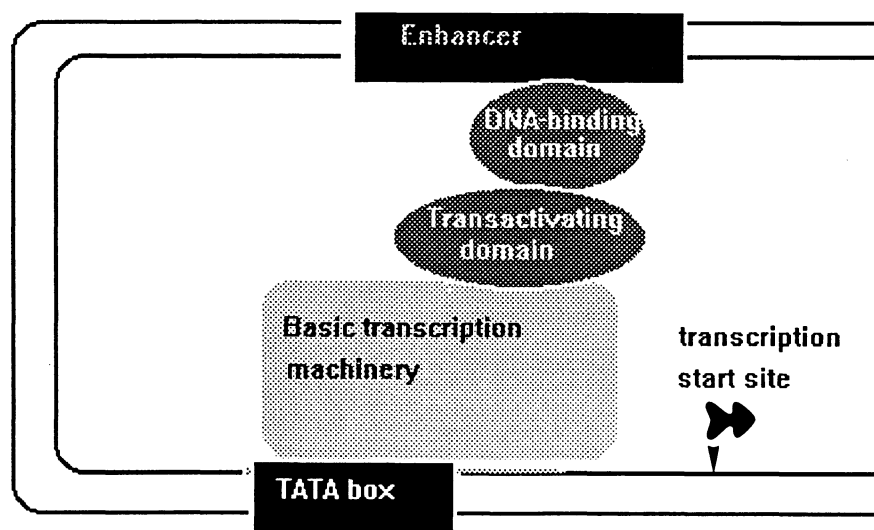 Enhancer
DNA-binding
domain
Transactivating
domain
Basic transcription
machinery
transcription
start site
TATA box